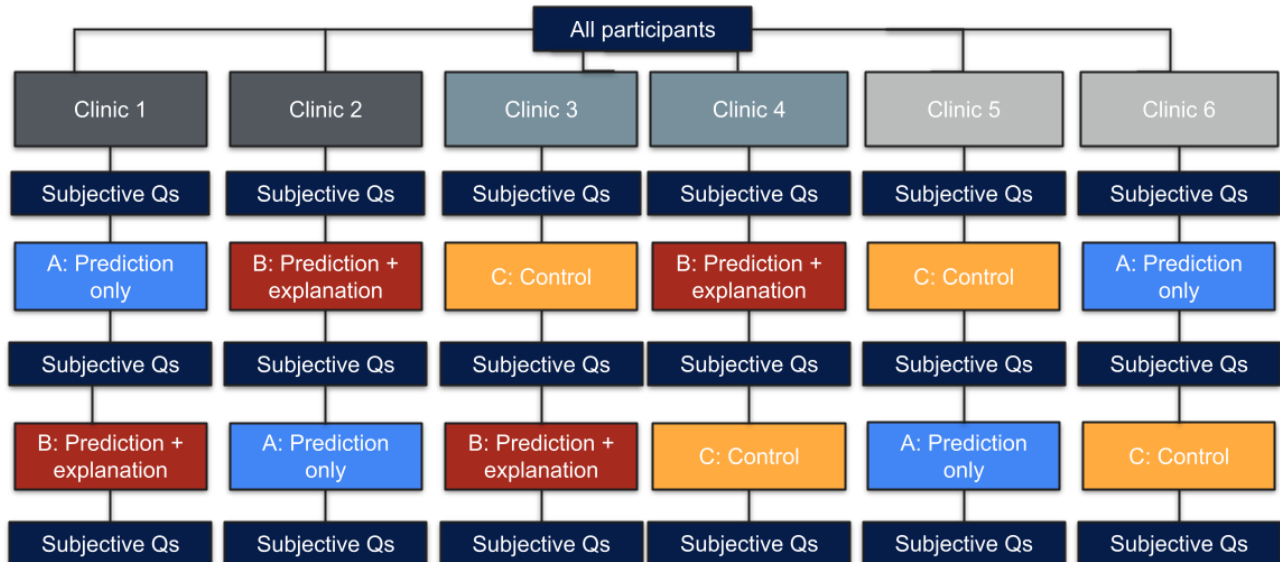 All participants
Clinic 1
Clinic 2
Clinic 3
Clinic 4
Clinic 5
Clinic 6
Subjective Qs
Subjective Qs
Subjective Qs
Subjective Qs
Subjective Qs
Subjective Qs
A: Prediction
only
B: Prediction +
explanation
C: Control
B: Prediction +
explanation
C: Control
A: Prediction
only
Subjective Qs
Subjective Qs
Subjective Qs
Subjective Qs
Subjective Qs
Subjective Qs
B: Prediction +
explanation
A: Prediction
only
B: Prediction +
explanation
C: Control
A: Prediction
only
C: Control
Subjective Qs
Subjective Qs
Subjective Qs
Subjective Qs
Subjective Qs
Subjective Qs